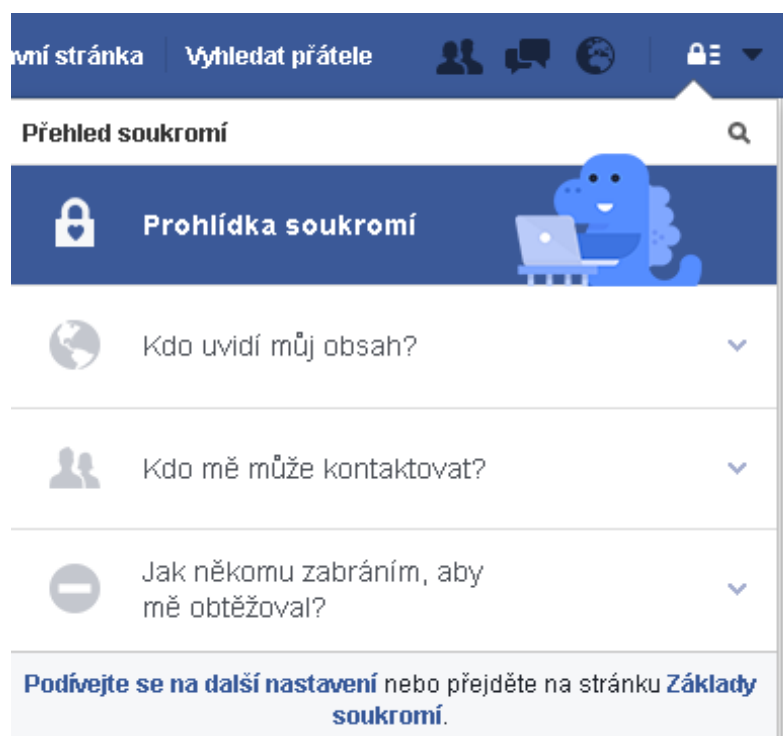 vní stránka Vyhledat přátele
Přehled soukromí
Prohlídka soukromí
Kdo uvidí můj obsah?
Kdo mě může kontaktovat?
Jak někomu zabráním, aby
mě obtěžoval?
Podívejte se na další nastavení nebo přejděte na stránku Základy
soukromí.